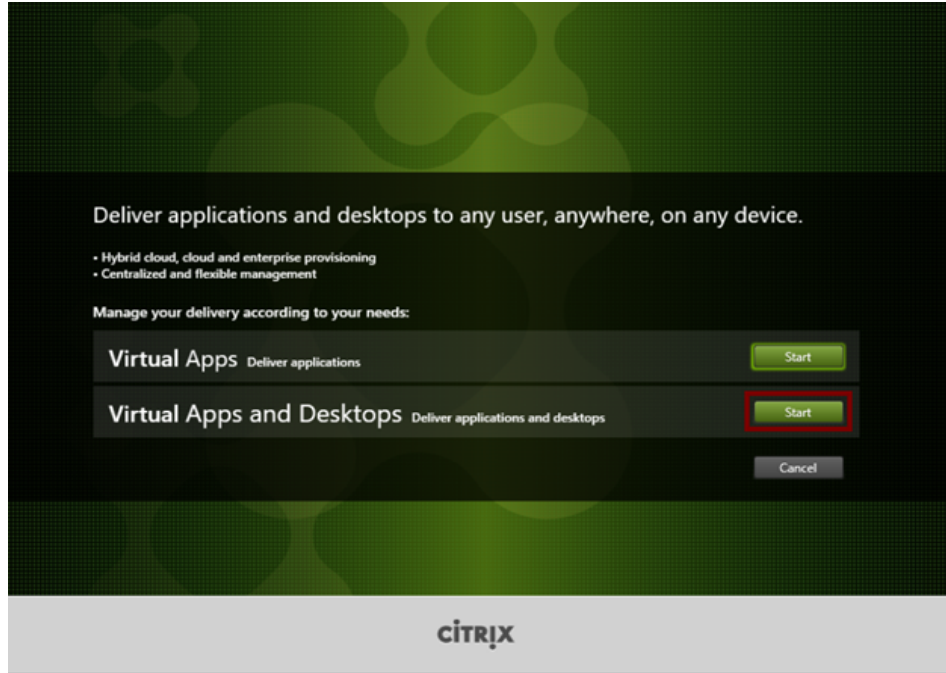 Deliver applications and desktops to any user, anywhere, on any device.
• Hybrid cloud, cloud and enterprise provisioning
• Centralized and flexible management
Manage your delivery according to your needs:
Virtual Apps Deliver applications Start
Virtual Apps and Desktops Deliver applications and desktops Start
Cancel
CİTRIX